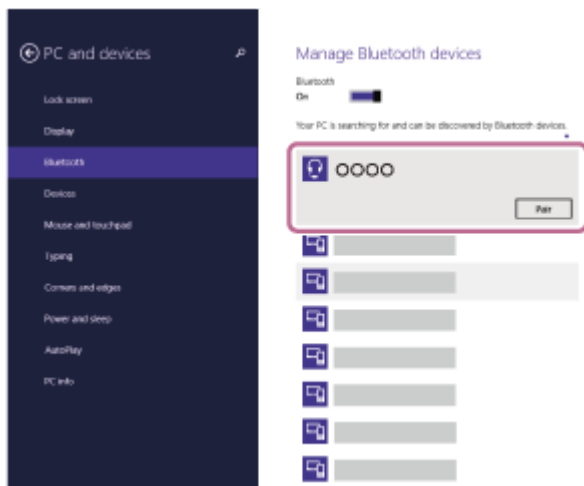 PC and devices
Lock screen
Display
Bluetooth
Devices
Mouse and touchpad
Typing
Corners and edges
Power and sleep
AutoPlay
PC info
Manage Bluetooth devices
Bluetooth
On
Your PC is searching for and can be discovered by Bluetooth devices.
OOOO
Pair